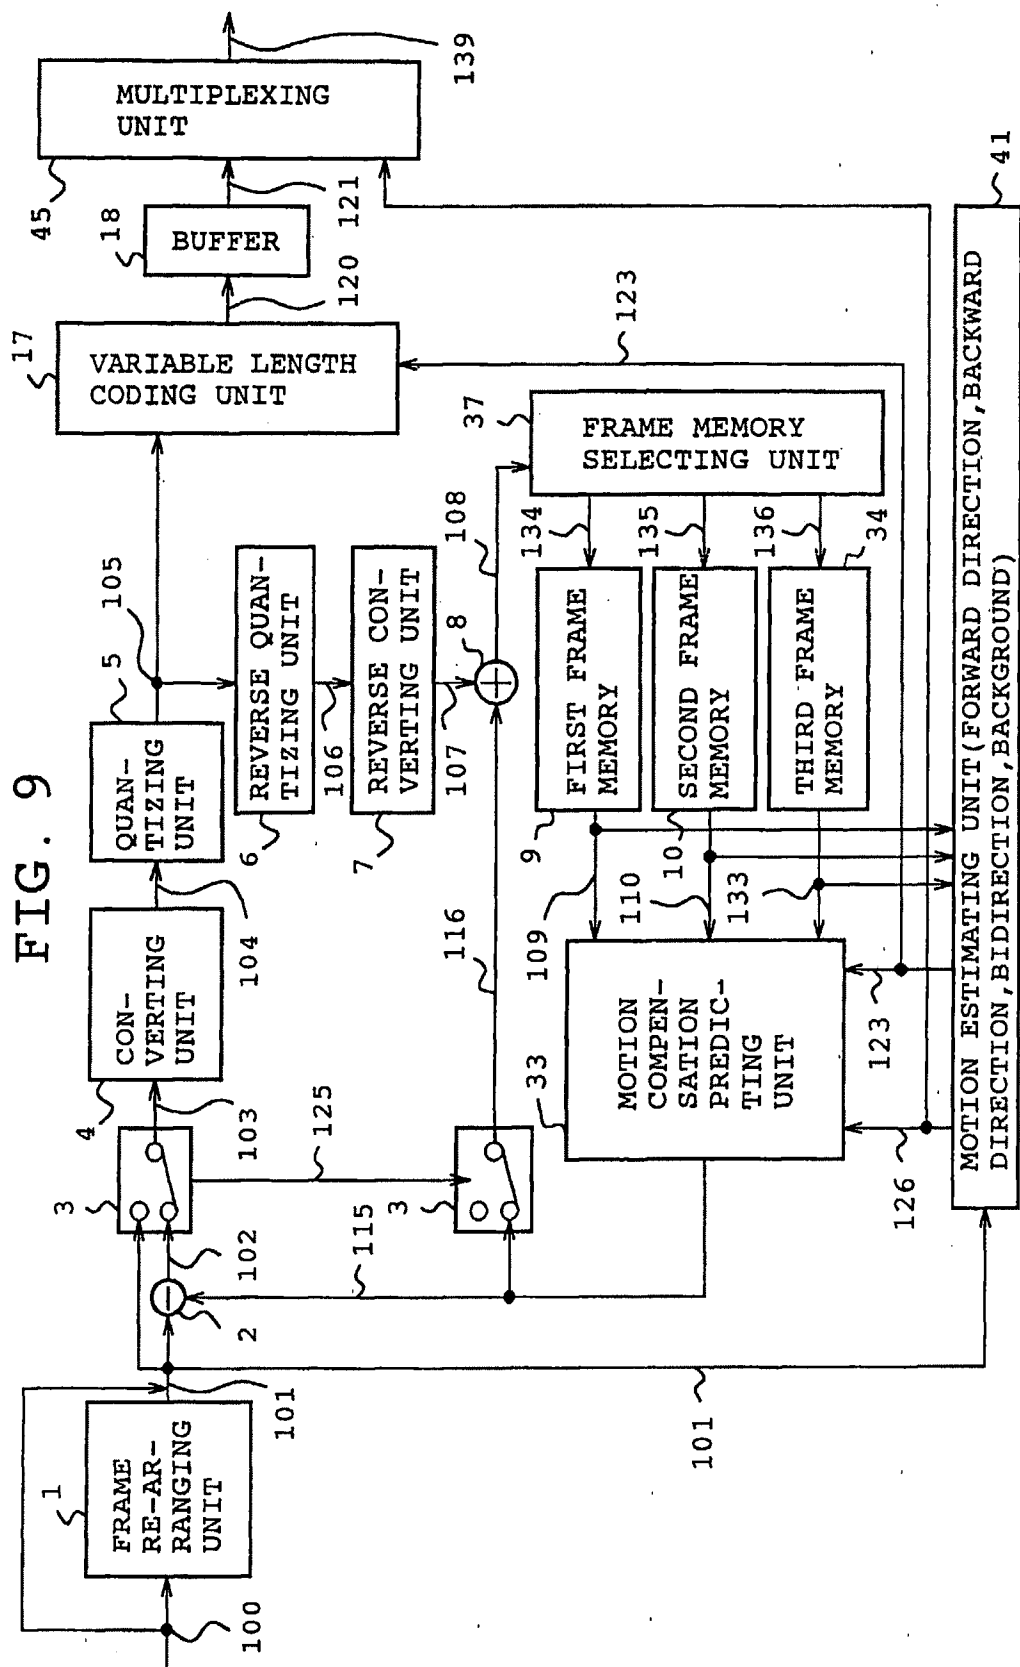 FIG. 9
100
1
FRAME
RE-AR-
RANGING
UNIT
101
2
102
3
103
4
CON-
VERTING
UNIT
104
5
QUAN-
TIZING
UNIT
105
17
VARIABLE LENGTH
CODING UNIT
120
18
BUFFER
121
45
MULTIPLEXING
UNIT
139
6
REVERSE QUAN-
TIZING UNIT
106
7
REVERSE CON-
VERTING UNIT
107
8
108
125
115
3
116
123
37
FRAME MEMORY
SELECTING UNIT
134
135
136
9
FIRST FRAME
MEMORY
10
SECOND FRAME
MEMORY
34
THIRD FRAME
MEMORY
109
110
133
33
MOTION
COMPEN-
SATION
PREDIC-
TING
UNIT
101
126
123
41
MOTION ESTIMATING UNIT(FORWARD DIRECTION,BACKWARD
DIRECTION,BIDIRECTION,BACKGROUND)